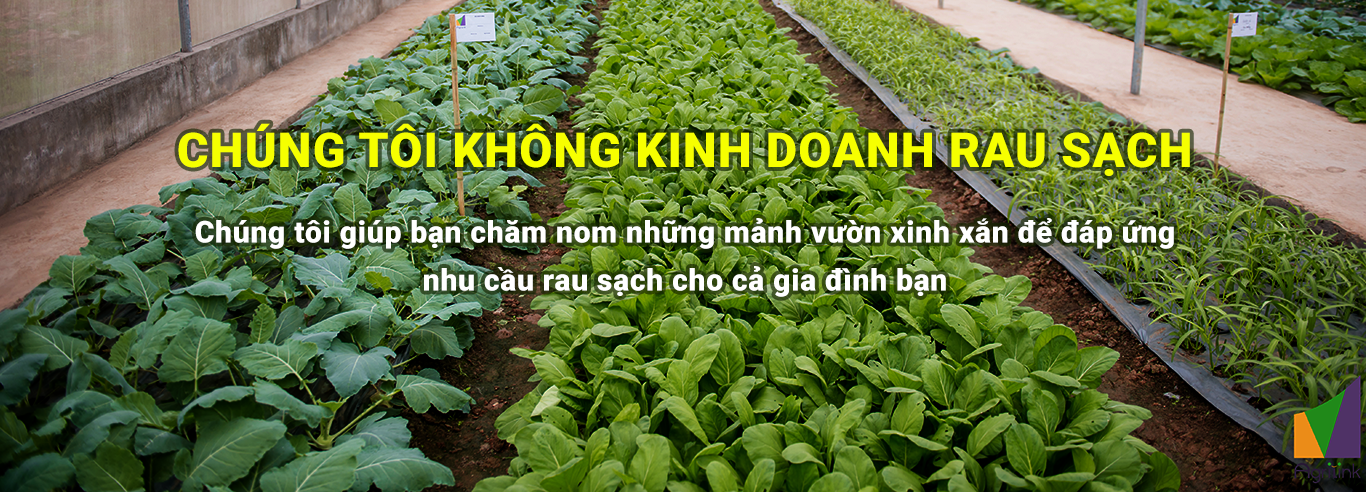 CHÚNG TÔI KHÔNG KINH DOANH RAU SẠCH
Chúng tôi giúp bạn chăm nom những mảnh vườn xinh xắn để đáp ứng
nhu cầu rau sạch cho cả gia đình bạn